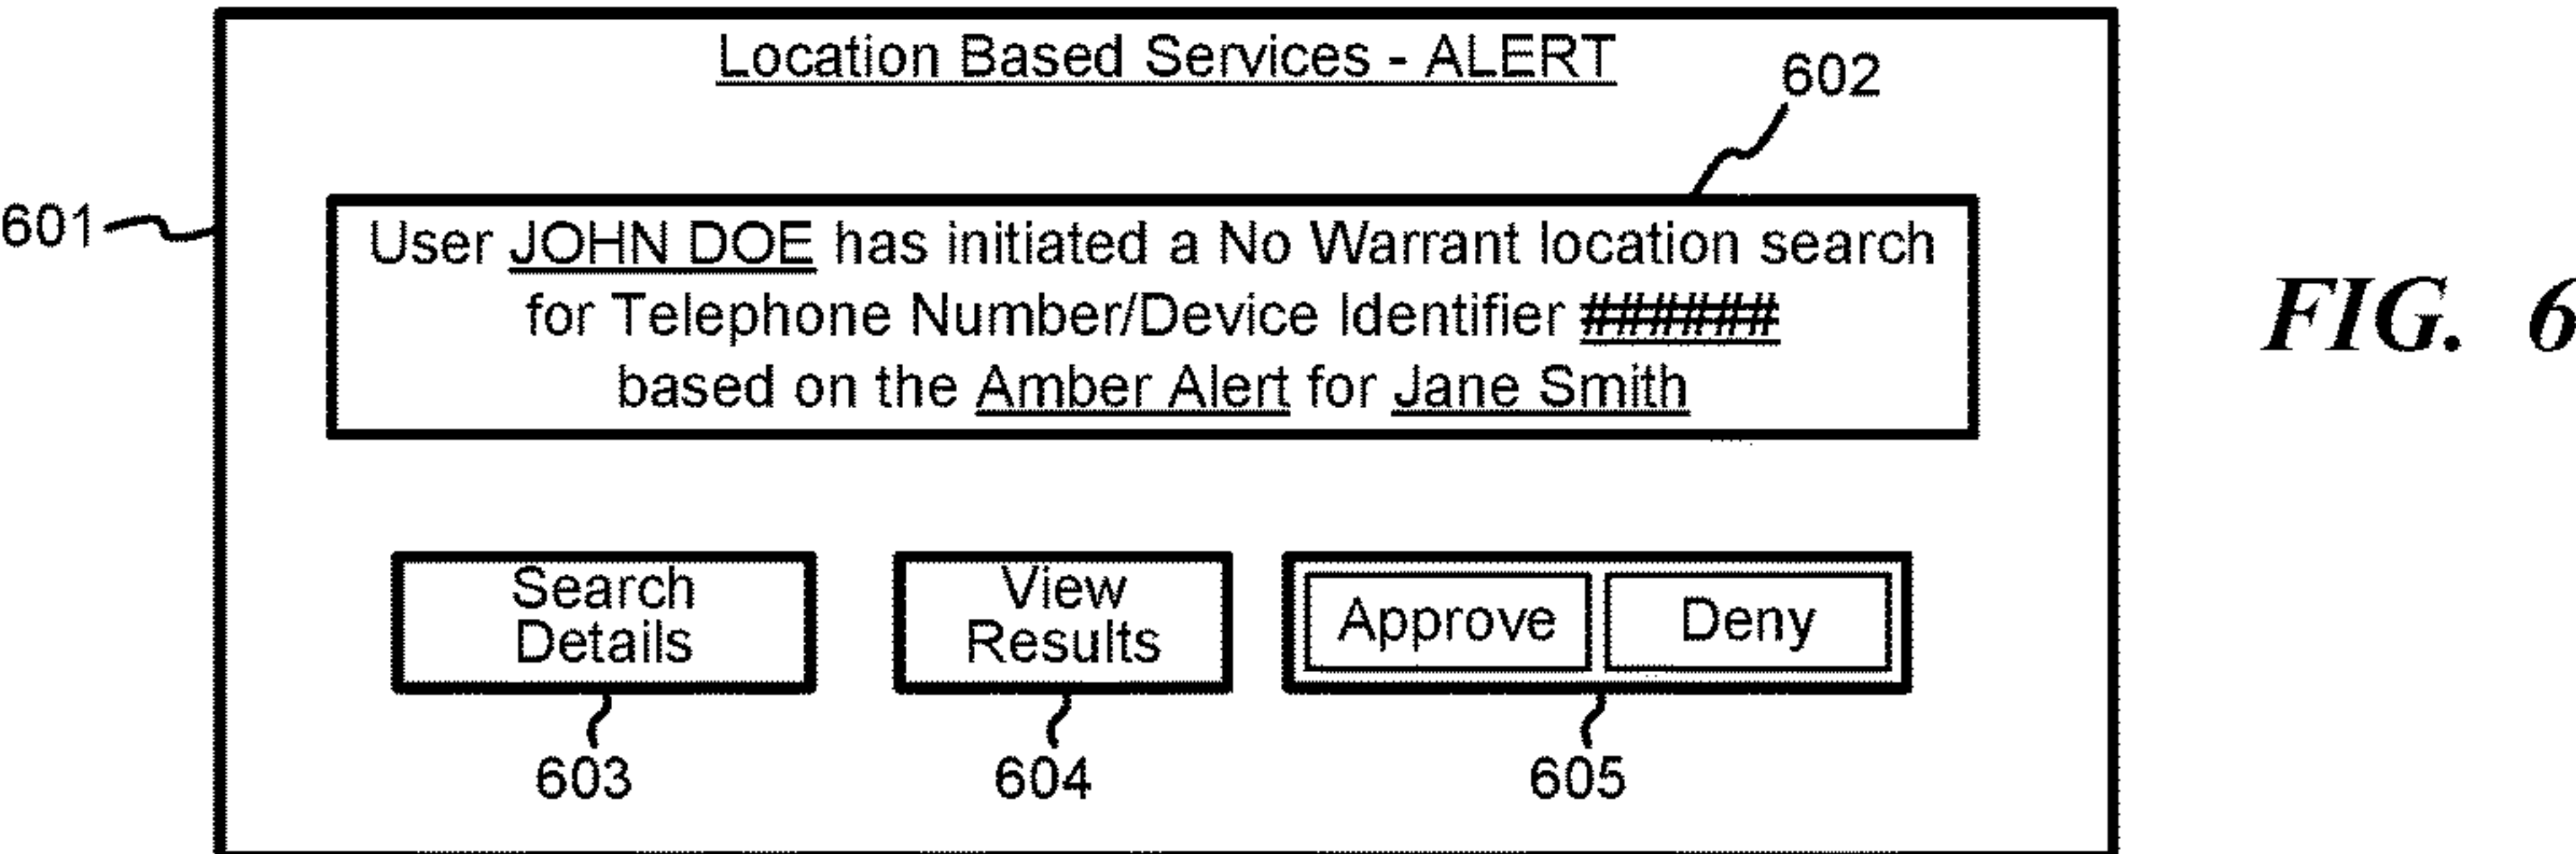 Location Based Services - ALERT
602
601
User JOHN DOE has initiated a No Warrant location search
for Telephone Number/Device Identifier ######
based on the Amber Alert for Jane Smith
FIG. 6
Search
Details
View
Results
Approve
Deny
603
604
605